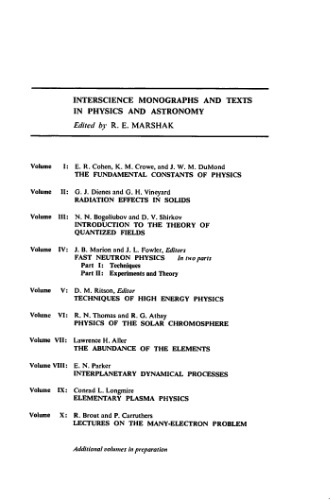 INTERSCIENCE MONOGRAPHS AND TEXTS
IN PHYSICS AND ASTRONOMY
Edited by R. E. MARSHAK
Volume I: E. R. Cohen, K. M. Crowe, and J. W. M. DuMond
THE FUNDAMENTAL CONSTANTS OF PHYSICS
Volume II: G. J. Dienes and G. H. Vineyard
RADIATION EFFECTS IN SOLIDS
Volume III: N. N. Bogoliubov and D. V. Shirkov
INTRODUCTION TO THE THEORY OF
QUANTIZED FIELDS
Volume IV: J. B. Marion and J. L. Fowler, Editors
FAST NEUTRON PHYSICS In two parts
Part I: Techniques
Part II: Experiments and Theory
Volume V: D. M. Ritson, Editor
TECHNIQUES OF HIGH ENERGY PHYSICS
Volume VI: R. N. Thomas and R. G. Athay
PHYSICS OF THE SOLAR CHROMOSPHERE
Volume VII: Lawrence H. Aller
THE ABUNDANCE OF THE ELEMENTS
Volume VIII: E. N. Parker
INTERPLANETARY DYNAMICAL PROCESSES
Volume IX: Conrad L. Longmire
ELEMENTARY PLASMA PHYSICS
Volume X: R. Brout and P. Carruthers
LECTURES ON THE MANY-ELECTRON PROBLEM
Additional volumes in preparation